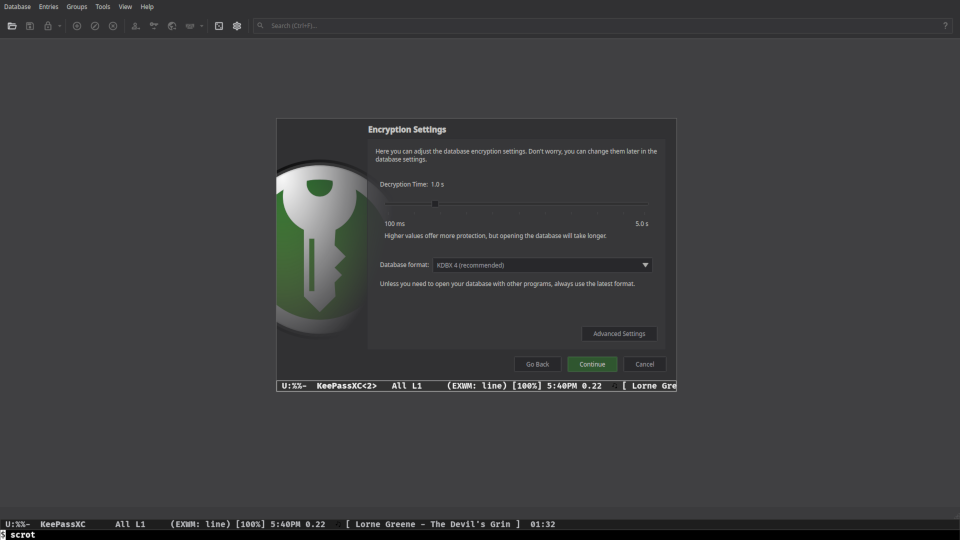 Database Entries Groups Tools View Help
Search (Ctrl+F)... ?
Encryption Settings
Here you can adjust the database encryption settings. Don't worry, you can change them later in the
database settings.
Decryption Time: 1.0 s
100 ms 5.0 s
Higher values offer more protection, but opening the database will take longer.
Database format: KDBX 4 (recommended)
Unless you need to open your database with other programs, always use the latest format.
Advanced Settings
Go Back Continue Cancel
U:%%- KeePassXC<2> All L1 (EXWM: line) [100%] 5:40PM 0.22 [ Lorne Gre
U:%%- KeePassXC All L1 (EXWM: line) [100%] 5:40PM 0.22 [ Lorne Greene - The Devil's Grin ] 01:32
$ scrot